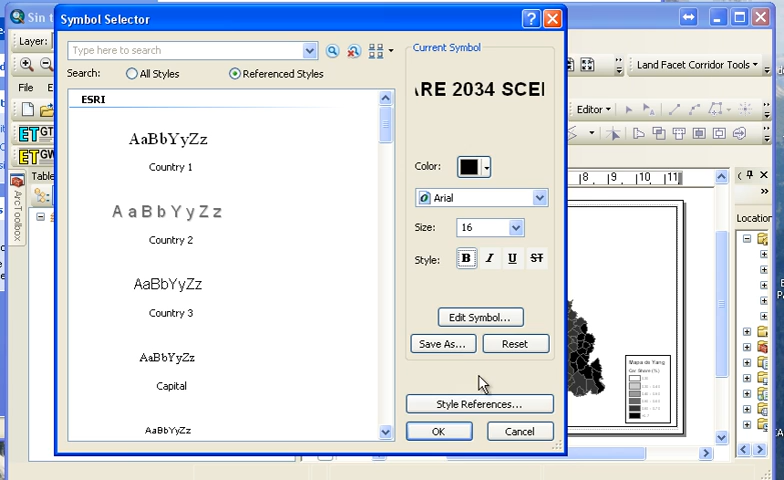 Sin t
Symbol Selector
Layer:
Type here to search
Search:
All Styles
Referenced Styles
Current Symbol
ARE 2034 SCEI
Land Facet Corridor Tools
File
Editor
ET GT
ET GW
ESRI
AaBbYyZz
Country 1
AaBbYyZz
Country 2
AaBbYyZz
Country 3
AaBbYyZz
Capital
AaBbYyZz
Color:
Arial
Size: 16
Style: B I U ST
Edit Symbol...
Save As...
Reset
Style References...
OK
Cancel
Table
ArcToolbox
8 9 10 11
Location
Mapa de Yang